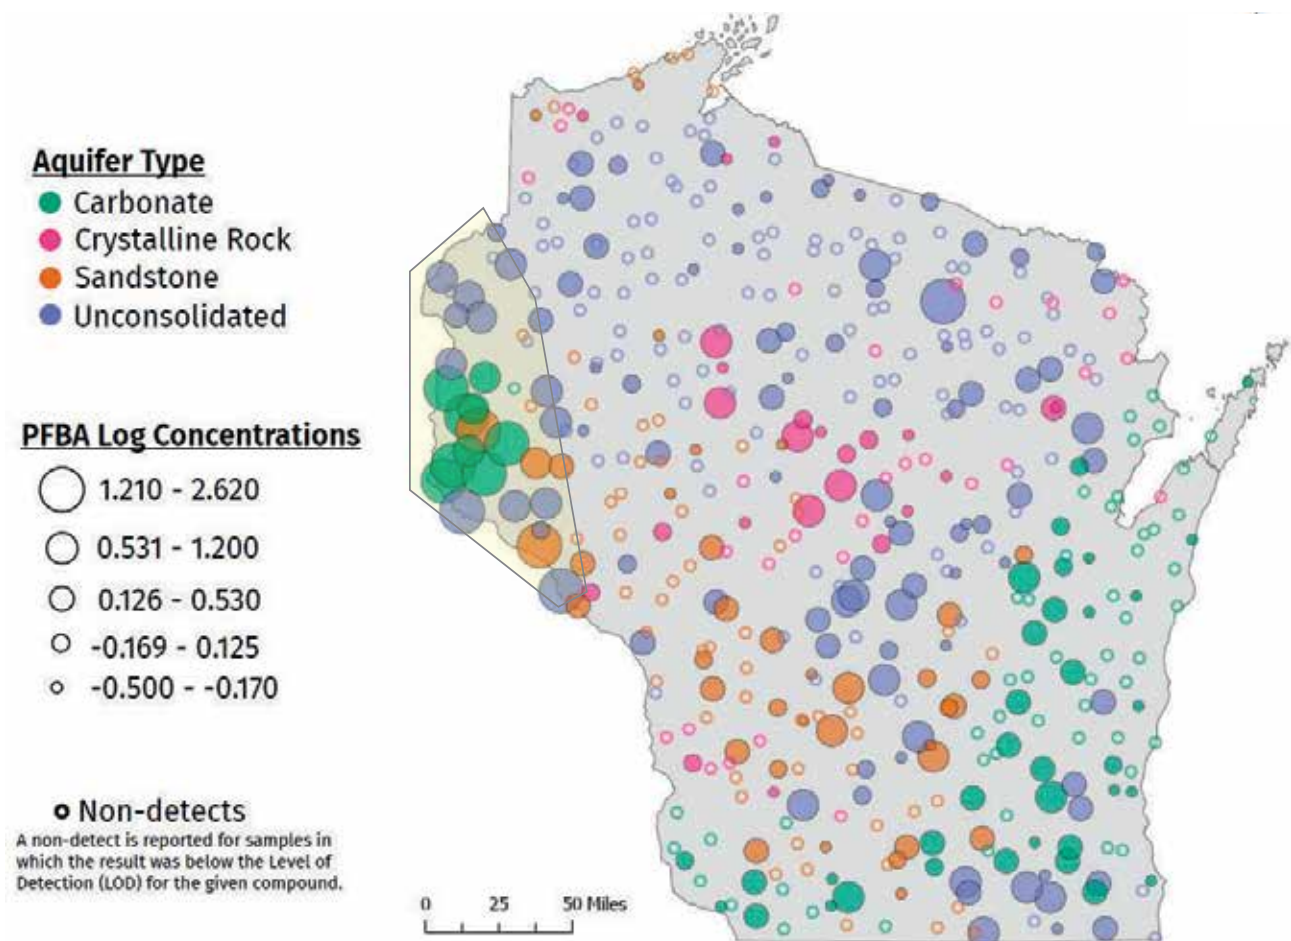 Aquifer Type
Carbonate
Crystalline Rock
Sandstone
Unconsolidated
PFBA Log Concentrations
1.210 - 2.620
0.531 - 1.200
0.126 - 0.530
-0.169 - 0.125
-0.500 - -0.170
Non-detects
A non-detect is reported for samples in
which the result was below the Level of
Detection (LOD) for the given compound.
0 25 50 Miles